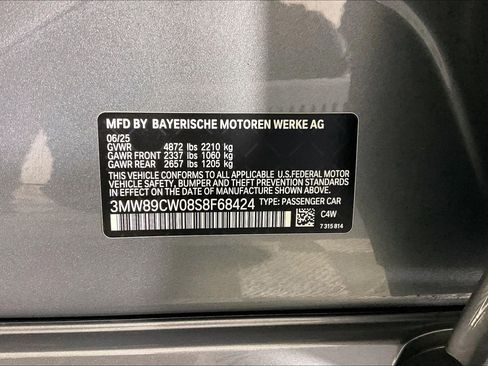 MFD BY BAYERISCHE MOTOREN WERKE AG
06/25
GVWR 4872 lbs 2210 kg
GAWR FRONT 2337 lbs 1060 kg
GAWR REAR 2657 lbs 1205 kg
THIS VEHICLE CONFORMS TO ALL APPLICABLE U.S.FEDERAL MOTOR
VEHICLE SAFETY, BUMPER, AND THEFT PREVENTION STANDARDS IN
EFFECT ON THE DATE OF MANUFACTURE SHOWN ABOVE.
3MW89CW08S8F68424 TYPE: PASSENGER CAR
C4W
7 315 814